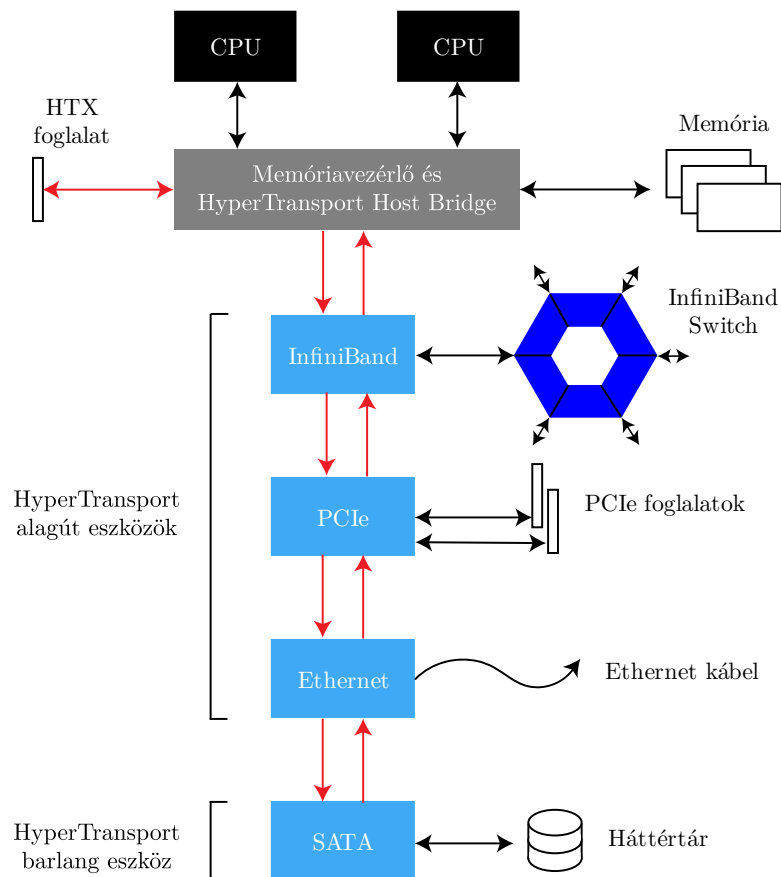 CPU
CPU
HTX
foglalat
Memória
Memóriavezérlő és
HyperTransport Host Bridge
InfiniBand
Switch
InfiniBand
HyperTransport
alagút eszközök
PCIe
PCIe foglalatok
Ethernet
Ethernet kábel
HyperTransport
barlang eszköz
SATA
Háttértár